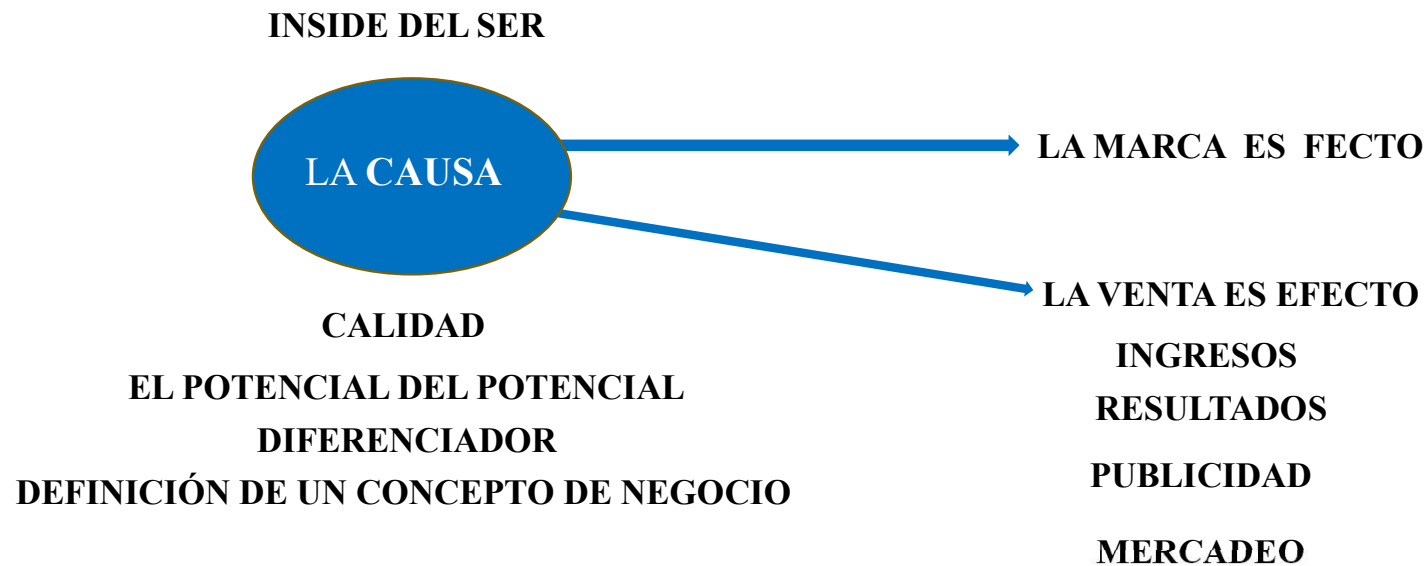 INSIDE DEL SER
LA CAUSA
LA MARCA ES FECTO
LA VENTA ES EFECTO
CALIDAD
EL POTENCIAL DEL POTENCIAL
DIFERENCIADOR
DEFINICIÓN DE UN CONCEPTO DE NEGOCIO
INGRESOS
RESULTADOS
PUBLICIDAD
MERCADEO